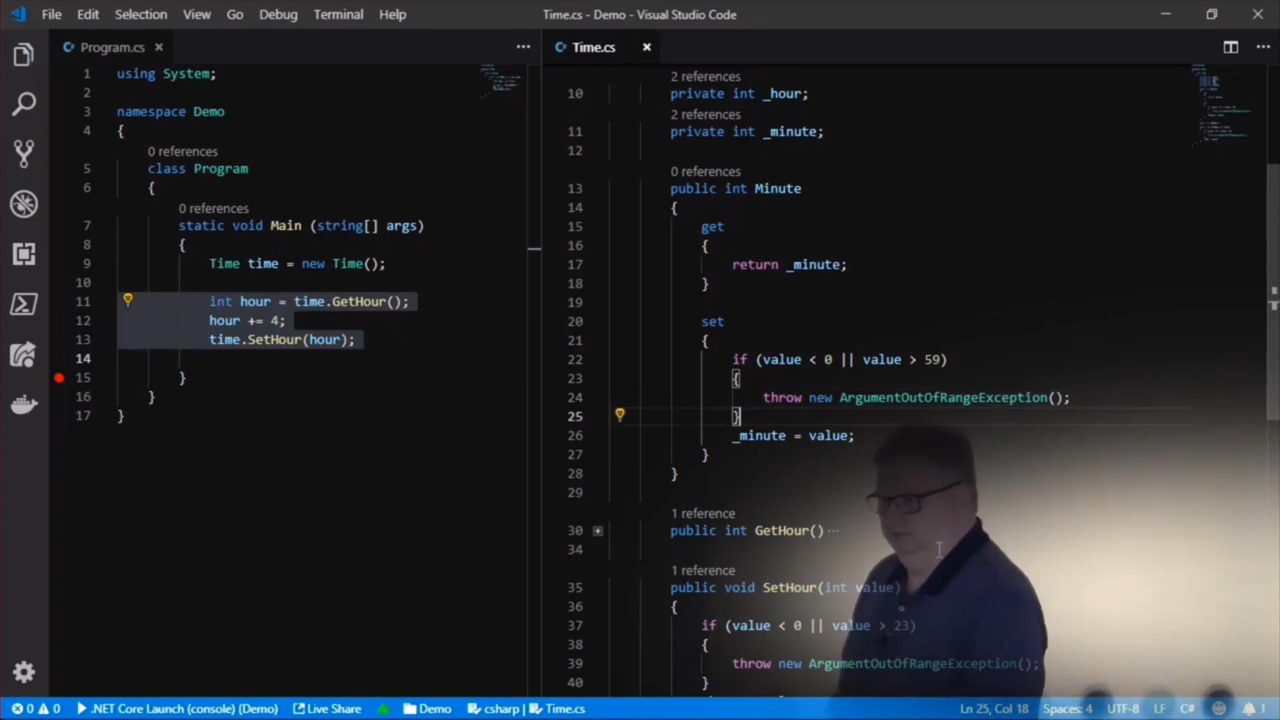 File Edit Selection View Go Debug Terminal Help
Time.cs - Demo - Visual Studio Code
Program.cs
1 using System;
2
3 namespace Demo
4 {
0 references
5 class Program
6 {
0 references
7 static void Main (string[] args)
8 {
9 Time time = new Time();
10
11 int hour = time.GetHour();
12 hour += 4;
13 time.SetHour(hour);
14
15 }
16 }
17 }
Time.cs
2 references
10 private int _hour;
2 references
11 private int _minute;
12
0 references
13 public int Minute
14 {
15 get
16 {
17 return _minute;
18 }
19
20 set
21 {
22 if (value < 0 || value > 59)
23 {
24 throw new ArgumentOutOfRangeException();
25 }
26 _minute = value;
27 }
28 }
29
1 reference
30 public int GetHour() ...
34
1 reference
35 public void SetHour(int value)
36 {
37 if (value < 0 || value > 23)
38 {
39 throw new ArgumentOutOfRangeException();
40 }
0 0 .NET Core Launch (console) (Demo) Live Share Demo csharp | Time.cs Ln 25, Col 18 Spaces: 4 UTF-8 LF C# 1